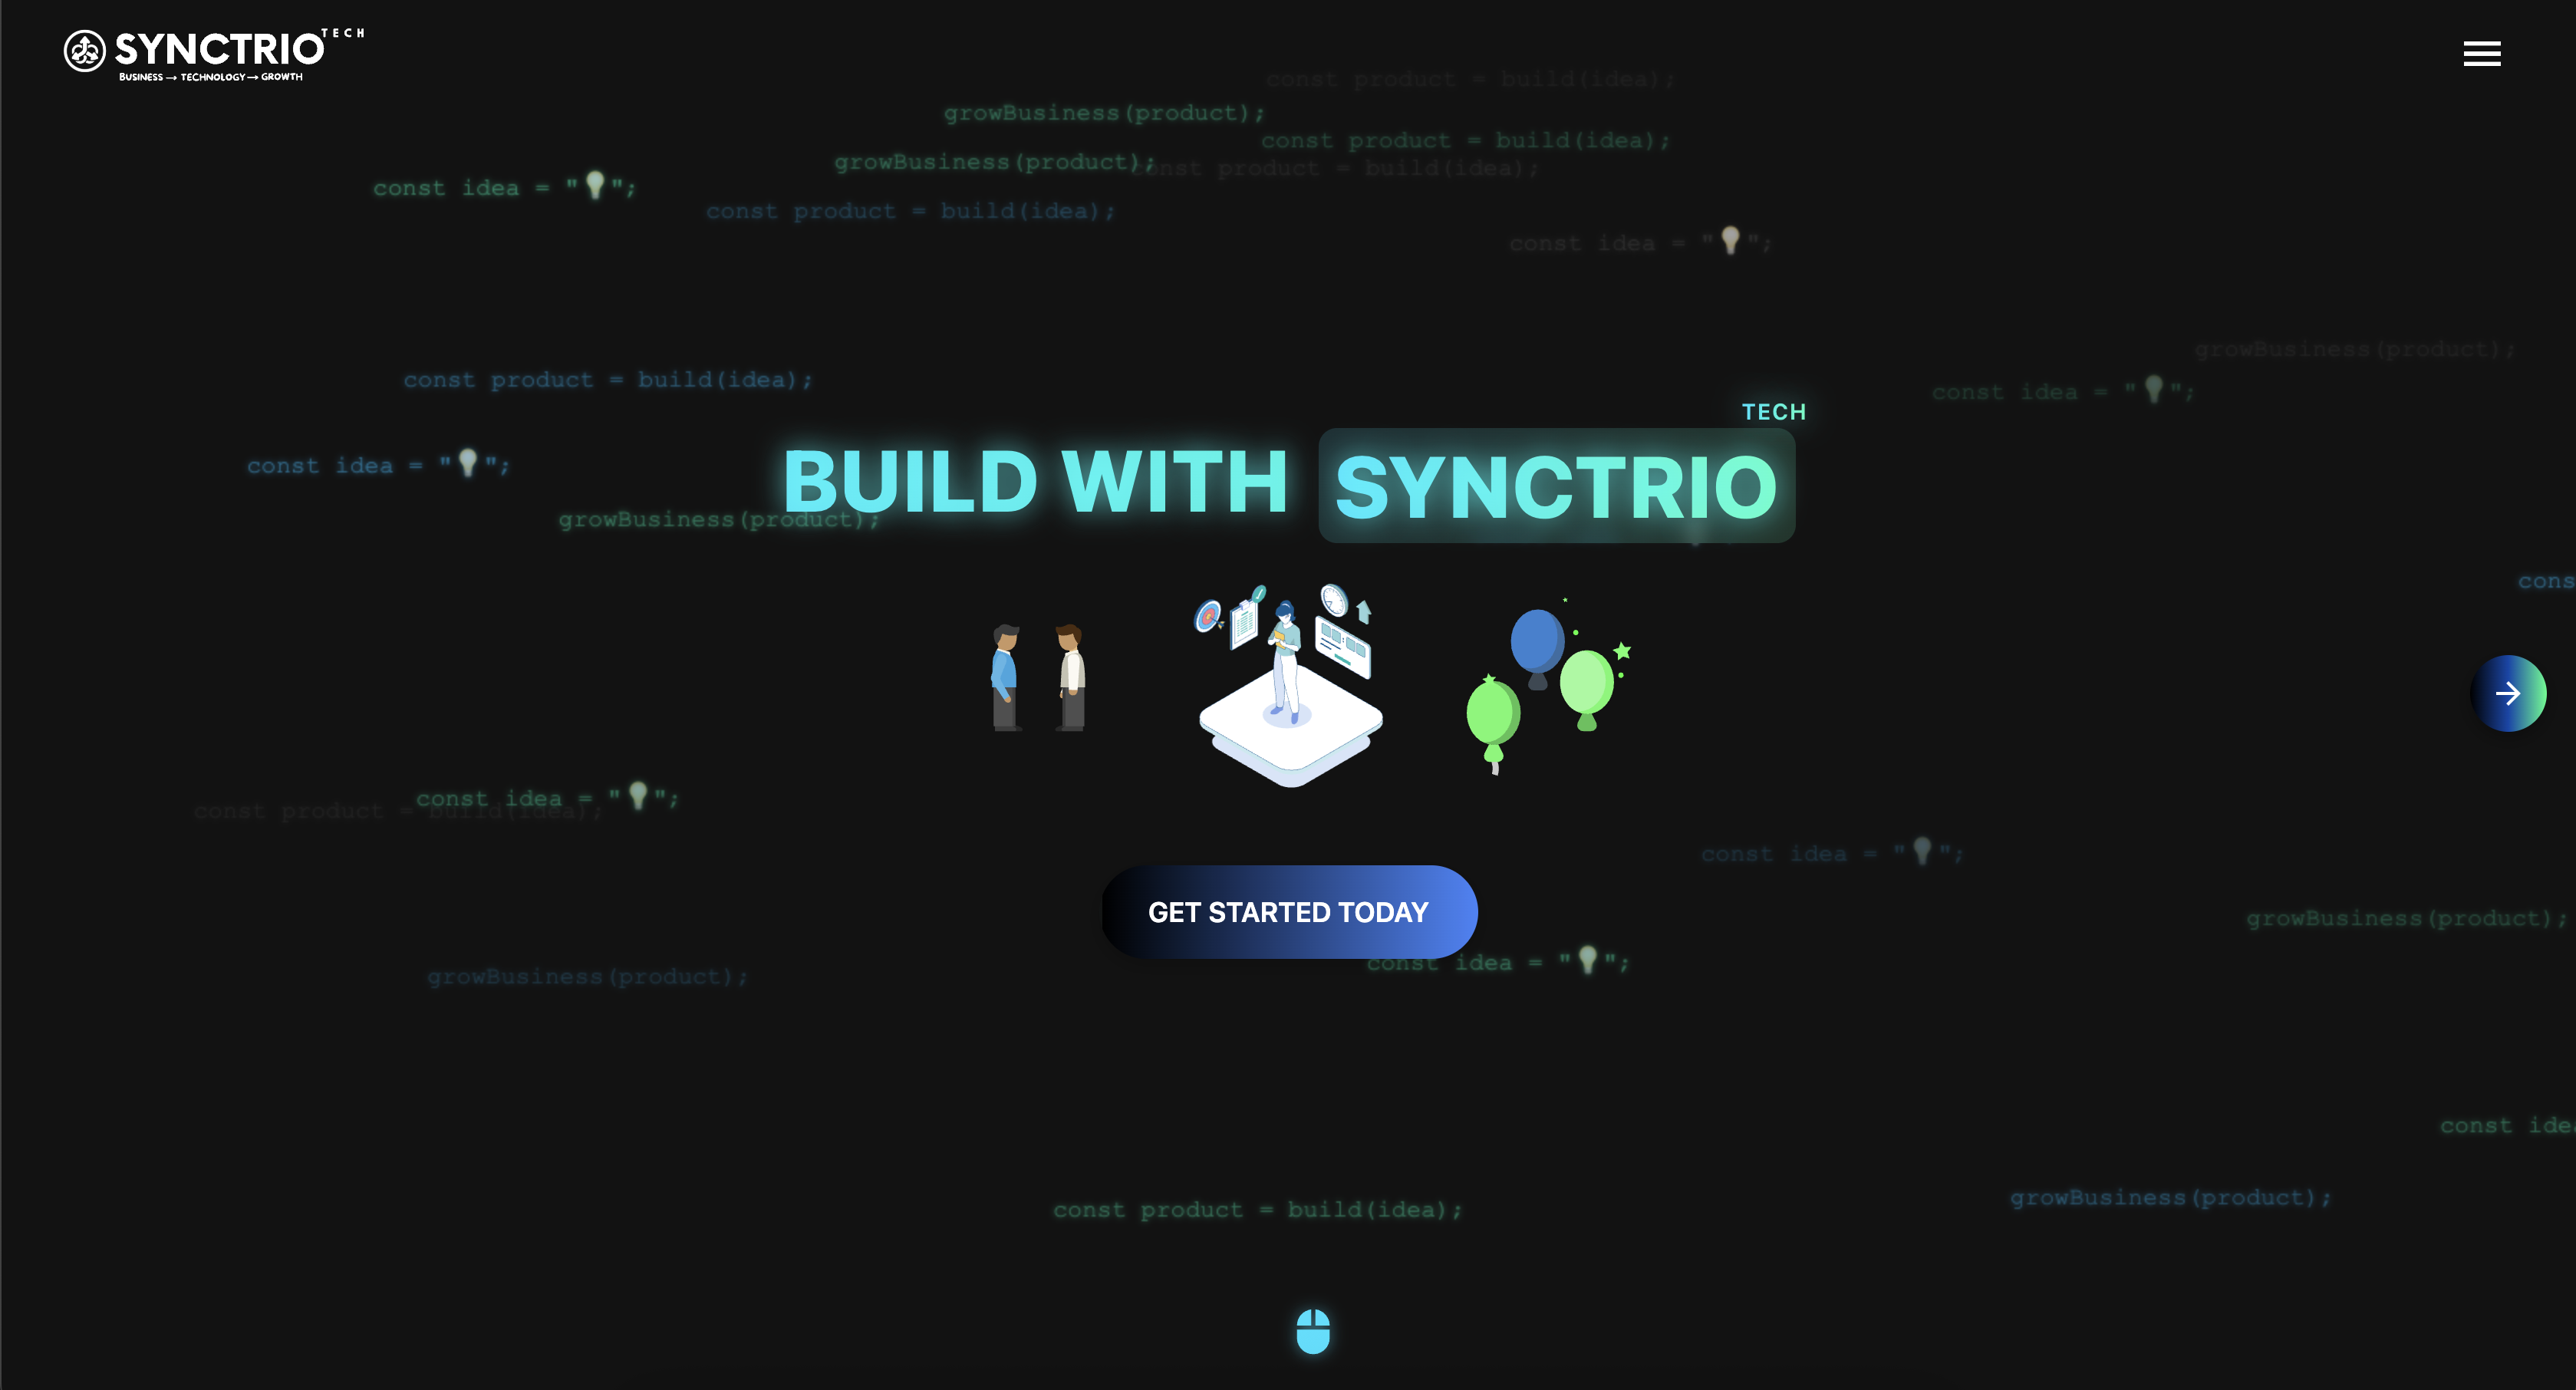 TECH
SYNCTRIO
BUSINESS → TECHNOLOGY → GROWTH
const product = build(idea);
growBusiness(product);
const product = build(idea);
growBusiness(product);
const product = build(idea);
const idea = "💡";
const product = build(idea);
const idea = "💡";
growBusiness(product);
const product = build(idea);
const idea = "💡";
TECH
const idea = "💡";
BUILD WITH SYNCTRIO
growBusiness(product);
cons
const idea = "💡";
const product = build(idea);
const idea = "💡";
GET STARTED TODAY
growBusiness(product);
const idea = "💡";
growBusiness(product);
const idea
growBusiness(product);
const product = build(idea);